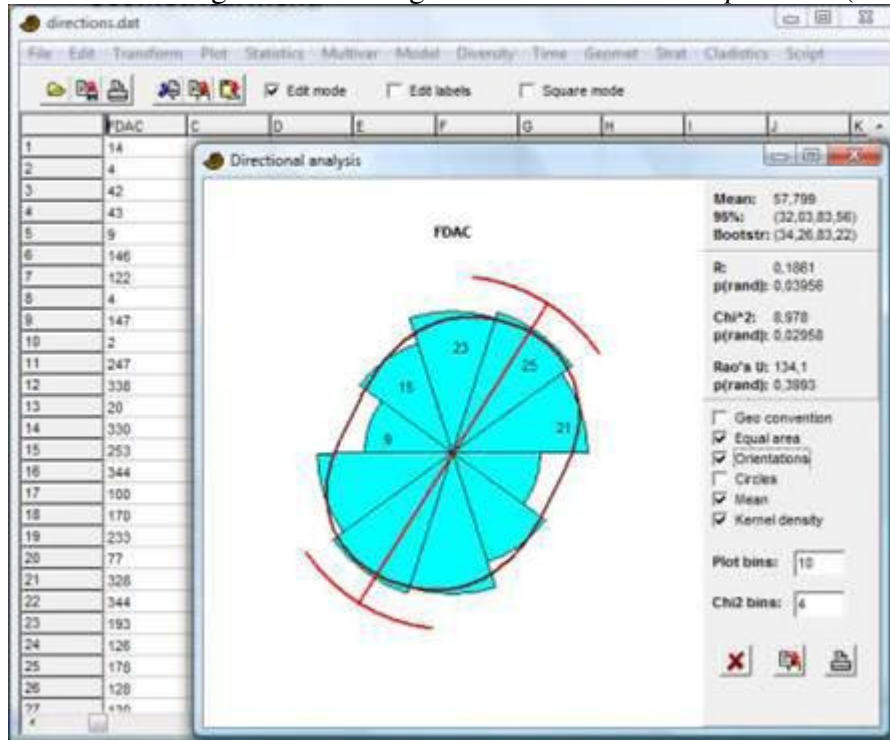 directions.dat
File Edit Transform Plot Statistics Multivar Model Diversity Time Geomet Strat Cladistics Script
Edit mode Edit labels Square mode
FDAC C D E F G H I J K
1 14
2 4
3 42
4 43
5 9
6 146
7 122
8 4
9 147
10 2
11 247
12 338
13 20
14 330
15 253
16 344
17 100
18 170
19 233
20 77
21 328
22 344
23 193
24 126
25 176
26 128
27
Directional analysis
FDAC
23
25
15
21
9
Mean: 57,799
95%: (32,03,83,56)
Bootstr: (34,26,83,22)
R: 0,1861
p(rand): 0,03956
Chi^2: 8,978
p(rand): 0,02958
Rao's U: 134,1
p(rand): 0,3893
Geo convention
Equal area
Orientations
Circles
Mean
Kernel density
Plot bins: 10
Chi2 bins: 4